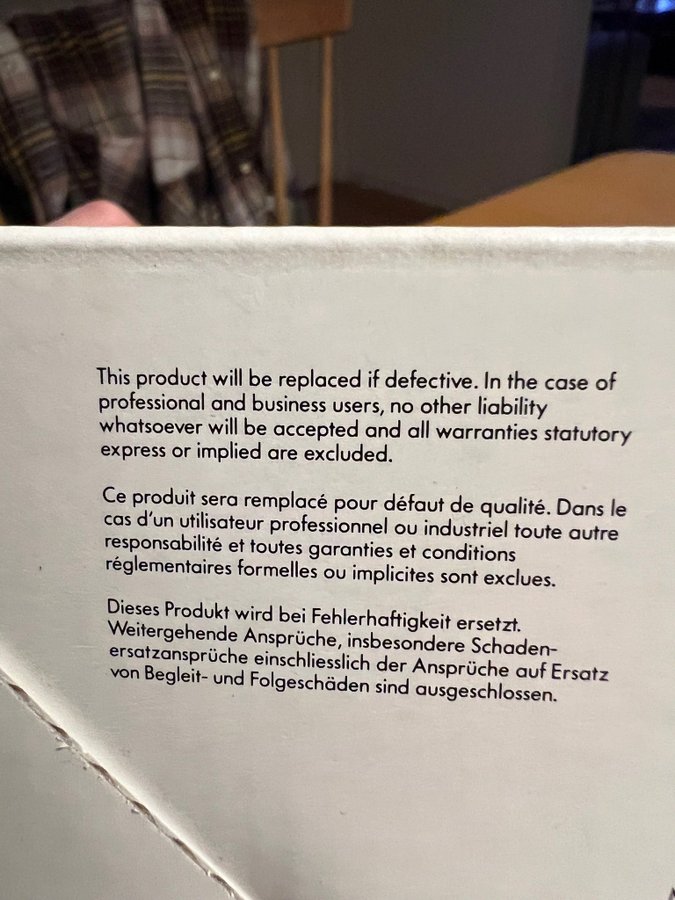 This product will be replaced if defective. In the case of
professional and business users, no other liability
whatsoever will be accepted and all warranties statutory
express or implied are excluded.
Ce produit sera remplacé pour défaut de qualité. Dans le
cas d'un utilisateur professionnel ou industriel toute autre
responsabilité et toutes garanties et conditions
réglementaires formelles ou implicites sont exclues.
Dieses Produkt wird bei Fehlerhaftigkeit ersetzt.
Weitergehende Ansprüche, insbesondere Schaden-
ersatzansprüche einschliesslich der Ansprüche auf Ersatz
von Begleit- und Folgeschäden sind ausgeschlossen.